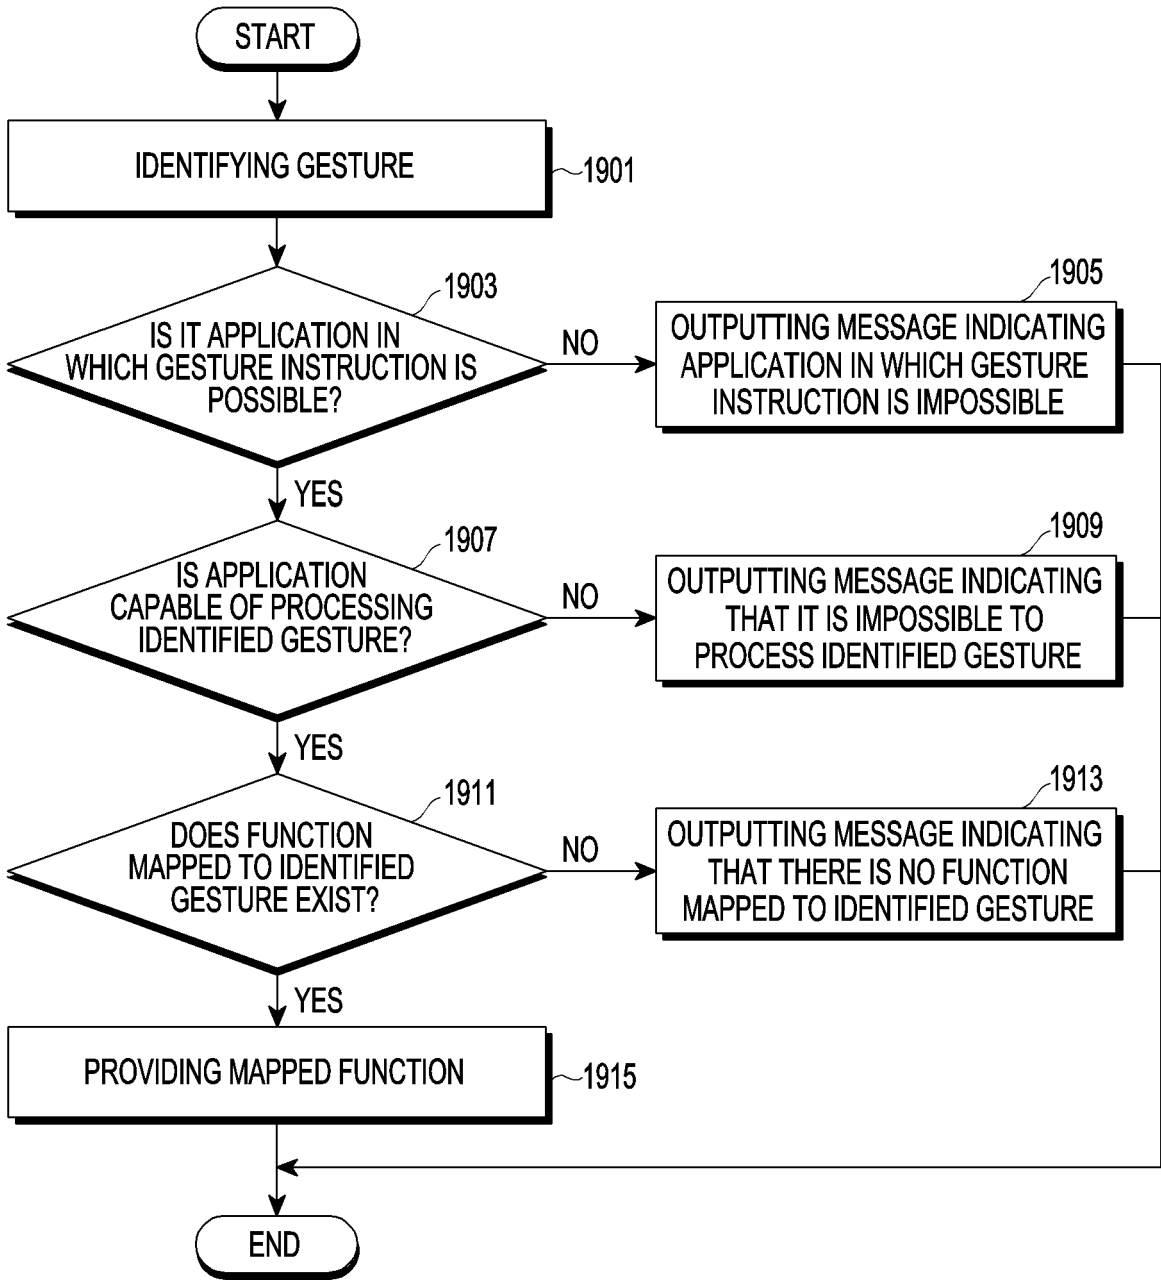 START
IDENTIFYING GESTURE
1901
1903
IS IT APPLICATION IN
WHICH GESTURE INSTRUCTION IS
POSSIBLE?
NO
1905
OUTPUTTING MESSAGE INDICATING
APPLICATION IN WHICH GESTURE
INSTRUCTION IS IMPOSSIBLE
YES
1907
IS APPLICATION
CAPABLE OF PROCESSING
IDENTIFIED GESTURE?
NO
1909
OUTPUTTING MESSAGE INDICATING
THAT IT IS IMPOSSIBLE TO
PROCESS IDENTIFIED GESTURE
YES
1911
DOES FUNCTION
MAPPED TO IDENTIFIED
GESTURE EXIST?
NO
1913
OUTPUTTING MESSAGE INDICATING
THAT THERE IS NO FUNCTION
MAPPED TO IDENTIFIED GESTURE
YES
PROVIDING MAPPED FUNCTION
1915
END